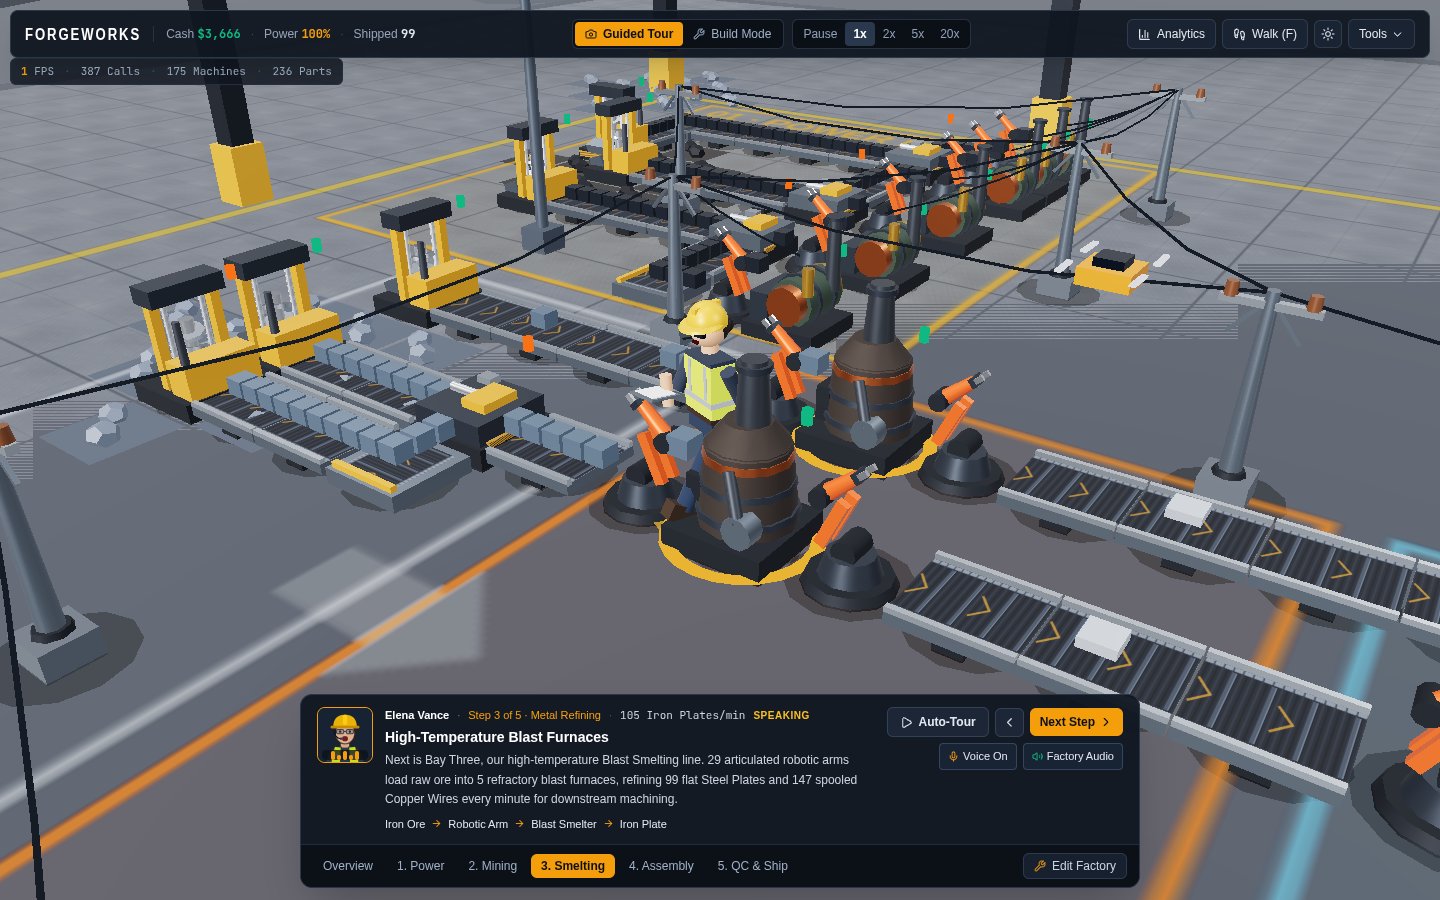 FORGEWORKS Cash $3,666 · Power 100% · Shipped 99 Guided Tour Build Mode Pause 1x 2x 5x 20x Analytics Walk (F) Tools
1 FPS · 387 Calls · 175 Machines · 236 Parts
Elena Vance · Step 3 of 5 · Metal Refining · 105 Iron Plates/min SPEAKING
High-Temperature Blast Furnaces
Next is Bay Three, our high-temperature Blast Smelting line. 29 articulated robotic arms
load raw ore into 5 refractory blast furnaces, refining 99 flat Steel Plates and 147 spooled
Copper Wires every minute for downstream machining.
Iron Ore → Robotic Arm → Blast Smelter → Iron Plate
Auto-Tour Next Step
Voice On Factory Audio
Overview 1. Power 2. Mining 3. Smelting 4. Assembly 5. QC & Ship Edit Factory